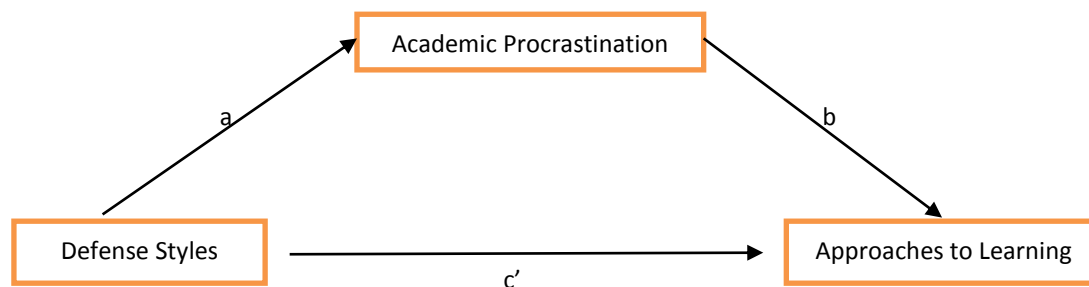 Academic Procrastination
a
b
Defense Styles
Approaches to Learning
c’